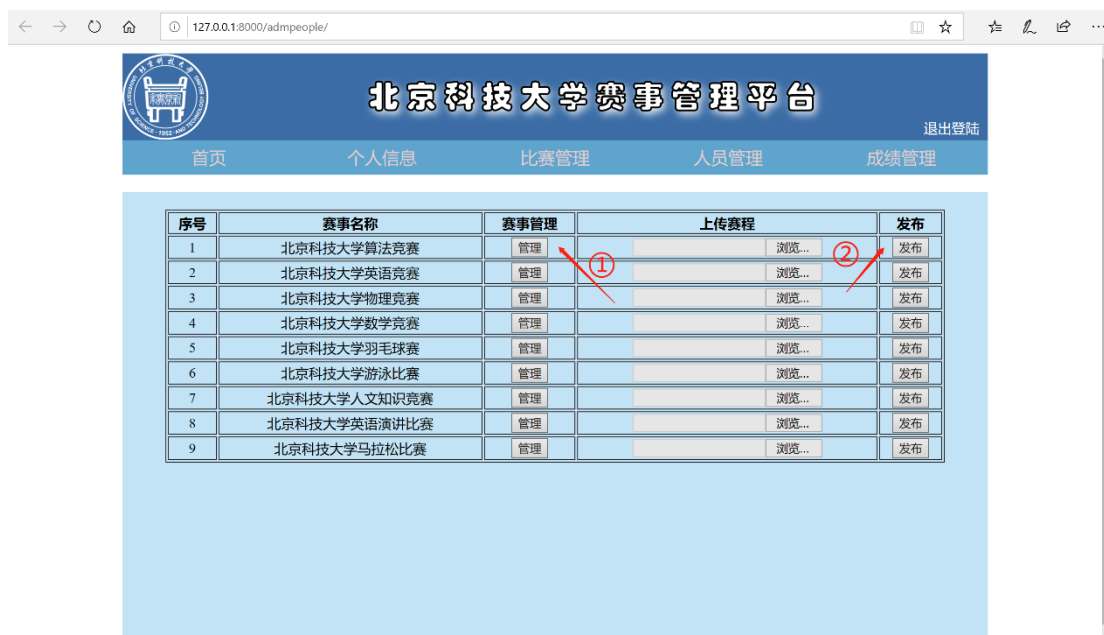 127.0.0.1:8000/admpeople/
北京科技大学赛事管理平台
退出登陆
首页 个人信息 比赛管理 人员管理 成绩管理
序号 赛事名称 赛事管理 上传赛程 发布
1 北京科技大学算法竞赛 管理 浏览... 发布
① ②
2 北京科技大学英语竞赛 管理 浏览... 发布
3 北京科技大学物理竞赛 管理 浏览... 发布
4 北京科技大学数学竞赛 管理 浏览... 发布
5 北京科技大学羽毛球赛 管理 浏览... 发布
6 北京科技大学游泳比赛 管理 浏览... 发布
7 北京科技大学人文知识竞赛 管理 浏览... 发布
8 北京科技大学英语演讲比赛 管理 浏览... 发布
9 北京科技大学马拉松比赛 管理 浏览... 发布